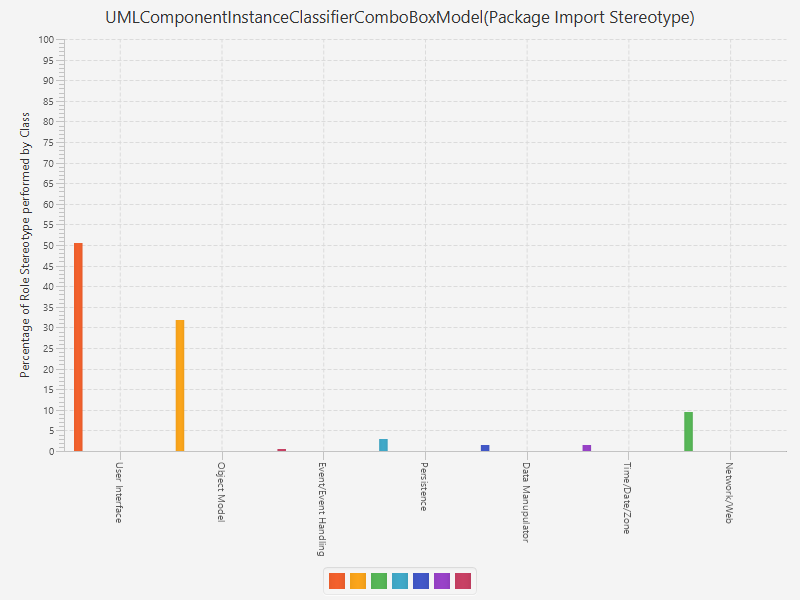 UMLComponentInstanceClassifierComboBoxModel(Package Import Stereotype)
Percentage of Role Stereotype performed by Class
100
95
90
85
80
75
70
65
60
55
50
45
40
35
30
25
20
15
10
5
0
User Interface
Object Model
Event/Event Handling
Persistence
Data Manupulator
Time/Date/Zone
Network/Web